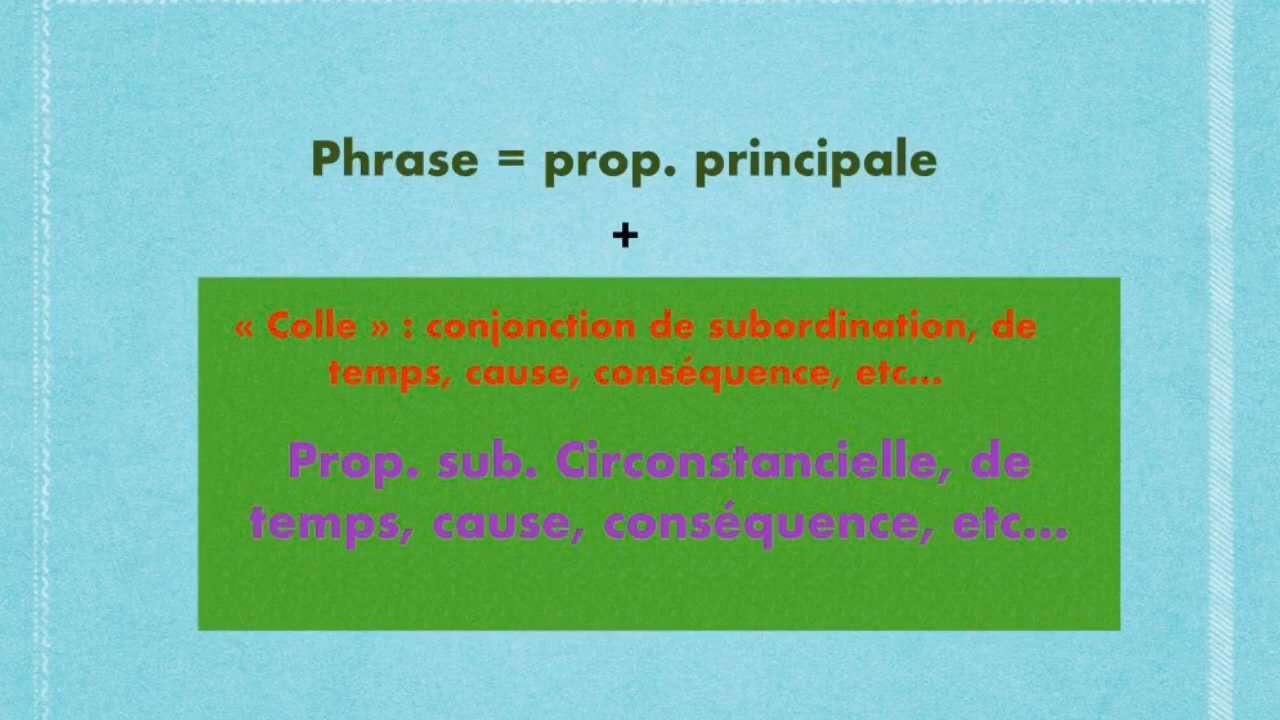 Phrase = prop. principale
+
« Colle » : conjonction de subordination, de
temps, cause, conséquence, etc...
Prop. sub. Circonstancielle, de
temps, cause, conséquence, etc...